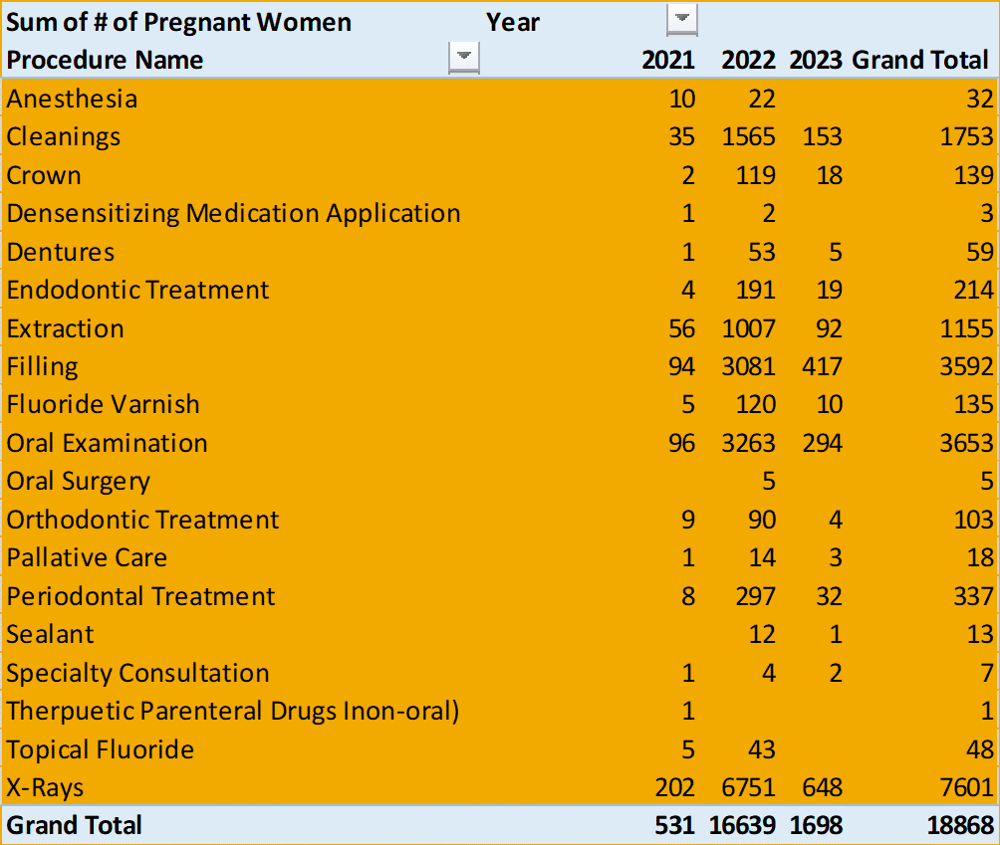 Sum of # of Pregnant Women Year
Procedure Name 2021 2022 2023 Grand Total
Anesthesia 10 22 32
Cleanings 35 1565 153 1753
Crown 2 119 18 139
Densensitizing Medication Application 1 2 3
Dentures 1 53 5 59
Endodontic Treatment 4 191 19 214
Extraction 56 1007 92 1155
Filling 94 3081 417 3592
Fluoride Varnish 5 120 10 135
Oral Examination 96 3263 294 3653
Oral Surgery 5 5
Orthodontic Treatment 9 90 4 103
Pallative Care 1 14 3 18
Periodontal Treatment 8 297 32 337
Sealant 12 1 13
Specialty Consultation 1 4 2 7
Therpuetic Parenteral Drugs Inon-oral) 1 1
Topical Fluoride 5 43 48
X-Rays 202 6751 648 7601
Grand Total 531 16639 1698 18868